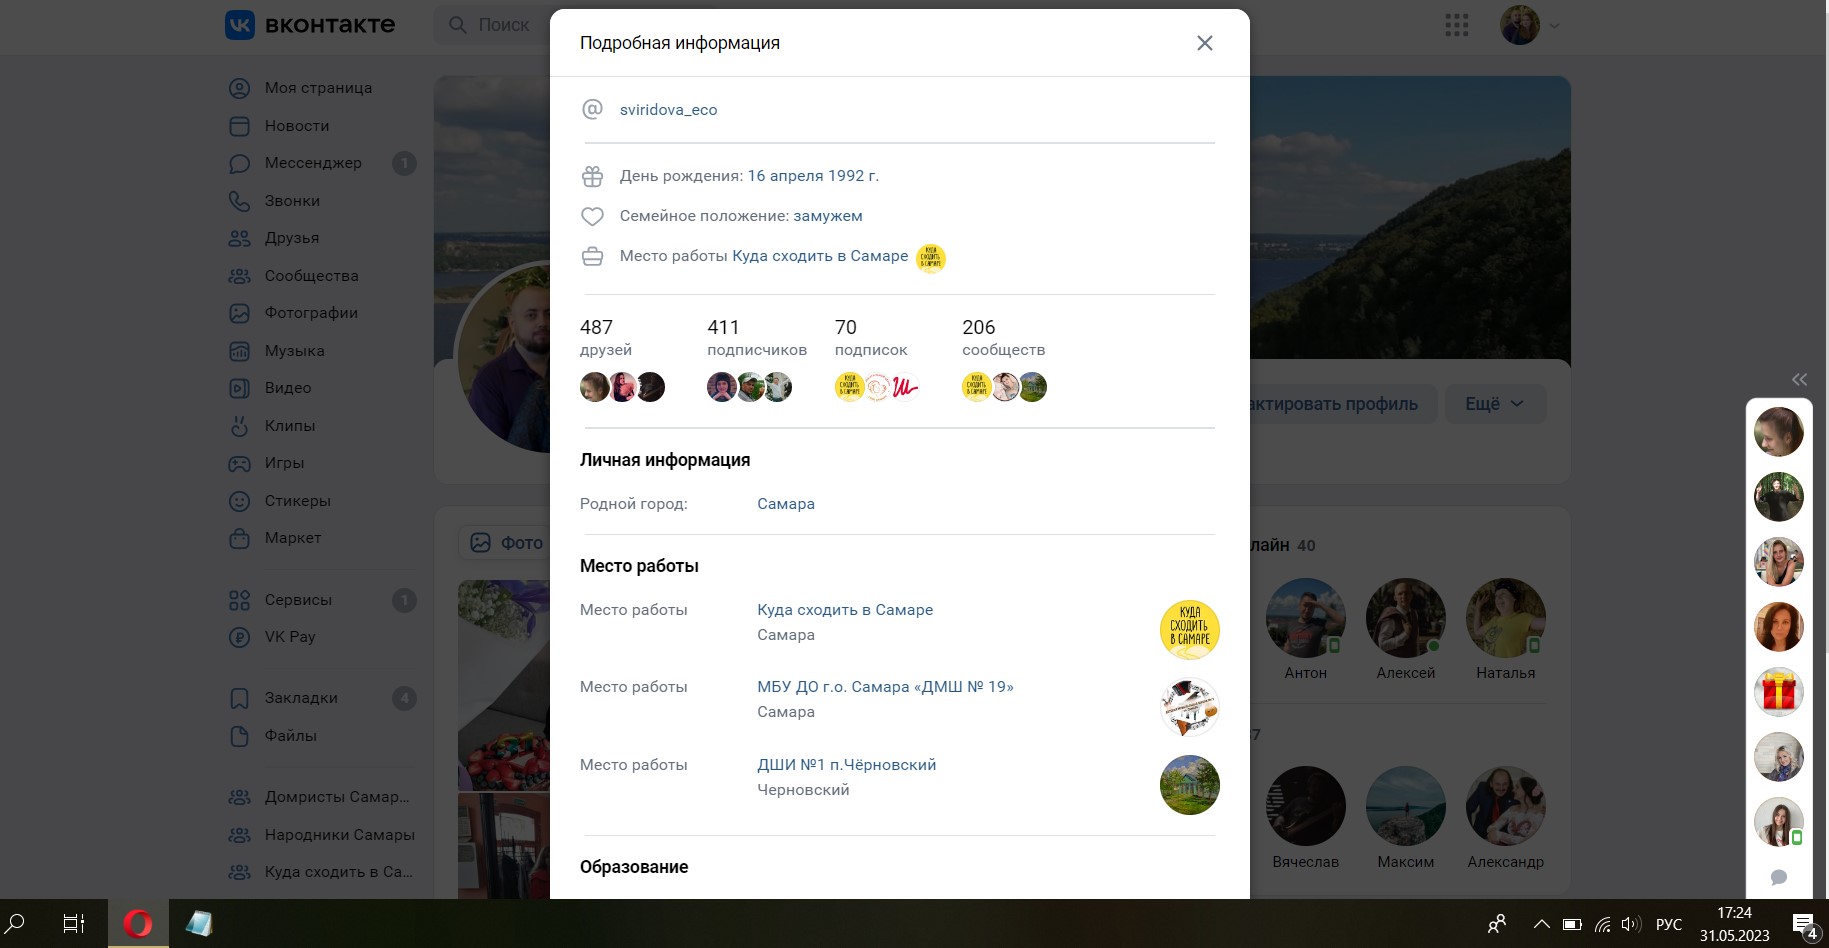 вконтакте
Поиск
Моя страница
Новости
Мессенджер 1
Звонки
Друзья
Сообщества
Фотографии
Музыка
Видео
Клипы
Игры
Стикеры
Маркет
Сервисы 1
VK Pay
Закладки 4
Файлы
Домристы Самар...
Народники Самары
Куда сходить в Са...
Фото
Подробная информация
sviridova_eco
День рождения: 16 апреля 1992 г.
Семейное положение: замужем
Место работы Куда сходить в Самаре
КУДА СХОДИТЬ В САМАРЕ
487 411 70 206
друзей подписчиков подписок сообществ
Личная информация
Родной город: Самара
Место работы
Место работы Куда сходить в Самаре
Самара
КУДА
СХОДИТЬ
В САМАРЕ
Место работы МБУ ДО г.о. Самара «ДМШ № 19»
Самара
Место работы ДШИ №1 п.Чёрновский
Черновский
Образование
актировать профиль
Ещё
лайн 40
Антон Алексей Наталья
7
Вячеслав Максим Александр
РУС
17:24
31.05.2023
4